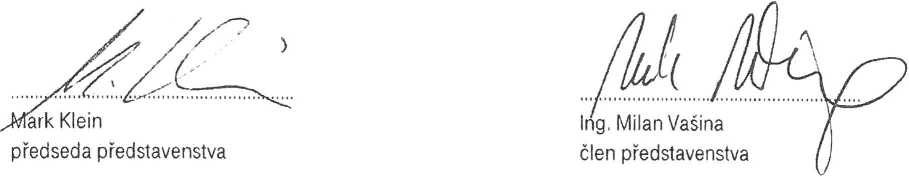 Mark Klein
předseda představenstva
Ing. Milan Vašina
člen představenstva